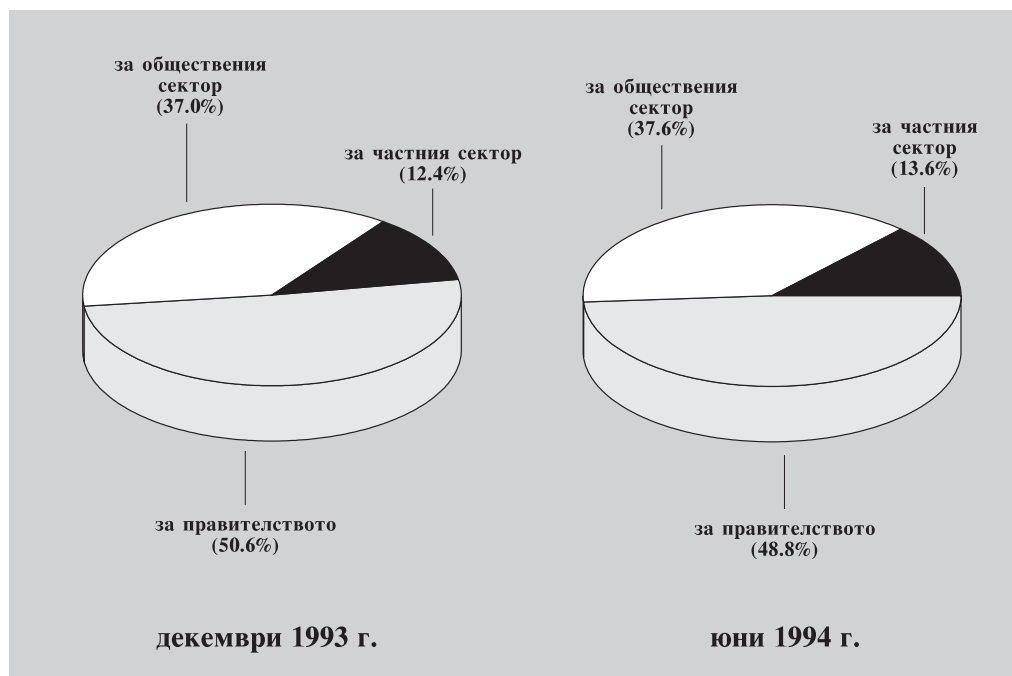 за обществения
сектор
(37.0%)
за частния сектор
(12.4%)
за правителството
(50.6%)
декември 1993 г.
за обществения
сектор
(37.6%)
за частния
сектор
(13.6%)
за правителството
(48.8%)
юни 1994 г.